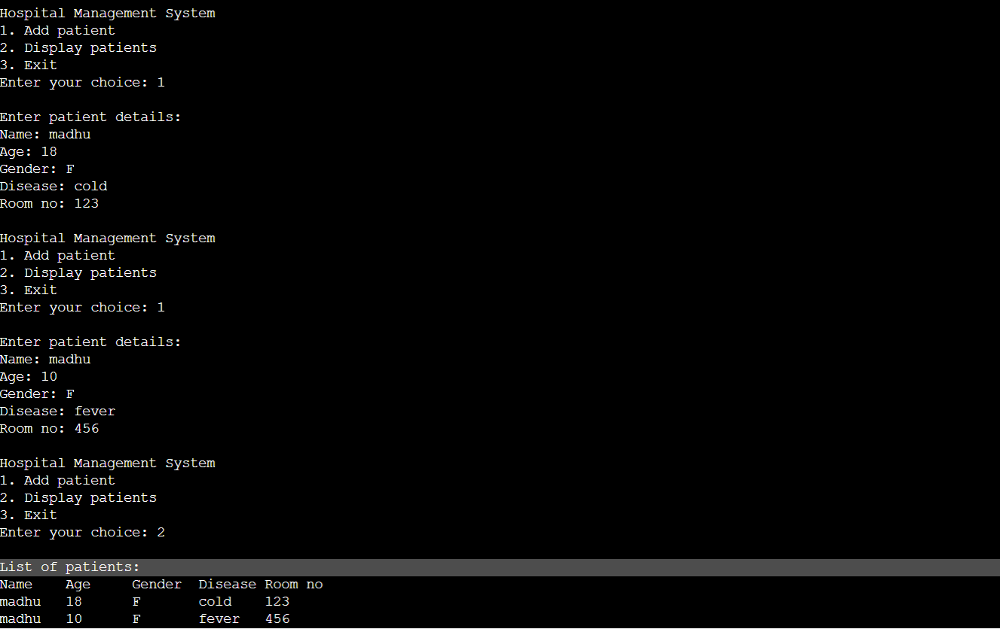 Hospital Management System
1. Add patient
2. Display patients
3. Exit
Enter your choice: 1
Enter patient details:
Name: madhu
Age: 18
Gender: F
Disease: cold
Room no: 123
Hospital Management System
1. Add patient
2. Display patients
3. Exit
Enter your choice: 1
Enter patient details:
Name: madhu
Age: 10
Gender: F
Disease: fever
Room no: 456
Hospital Management System
1. Add patient
2. Display patients
3. Exit
Enter your choice: 2
List of patients:
Name    Age     Gender  Disease Room no
madhu   18      F       cold    123
madhu   10      F       fever   456